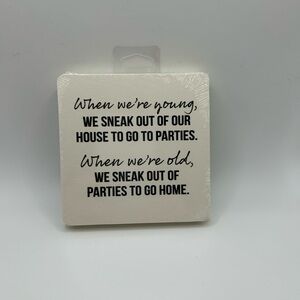 When we're young,
WE SNEAK OUT OF OUR
HOUSE TO GO TO PARTIES.
When we're old,
WE SNEAK OUT OF
PARTIES TO GO HOME.